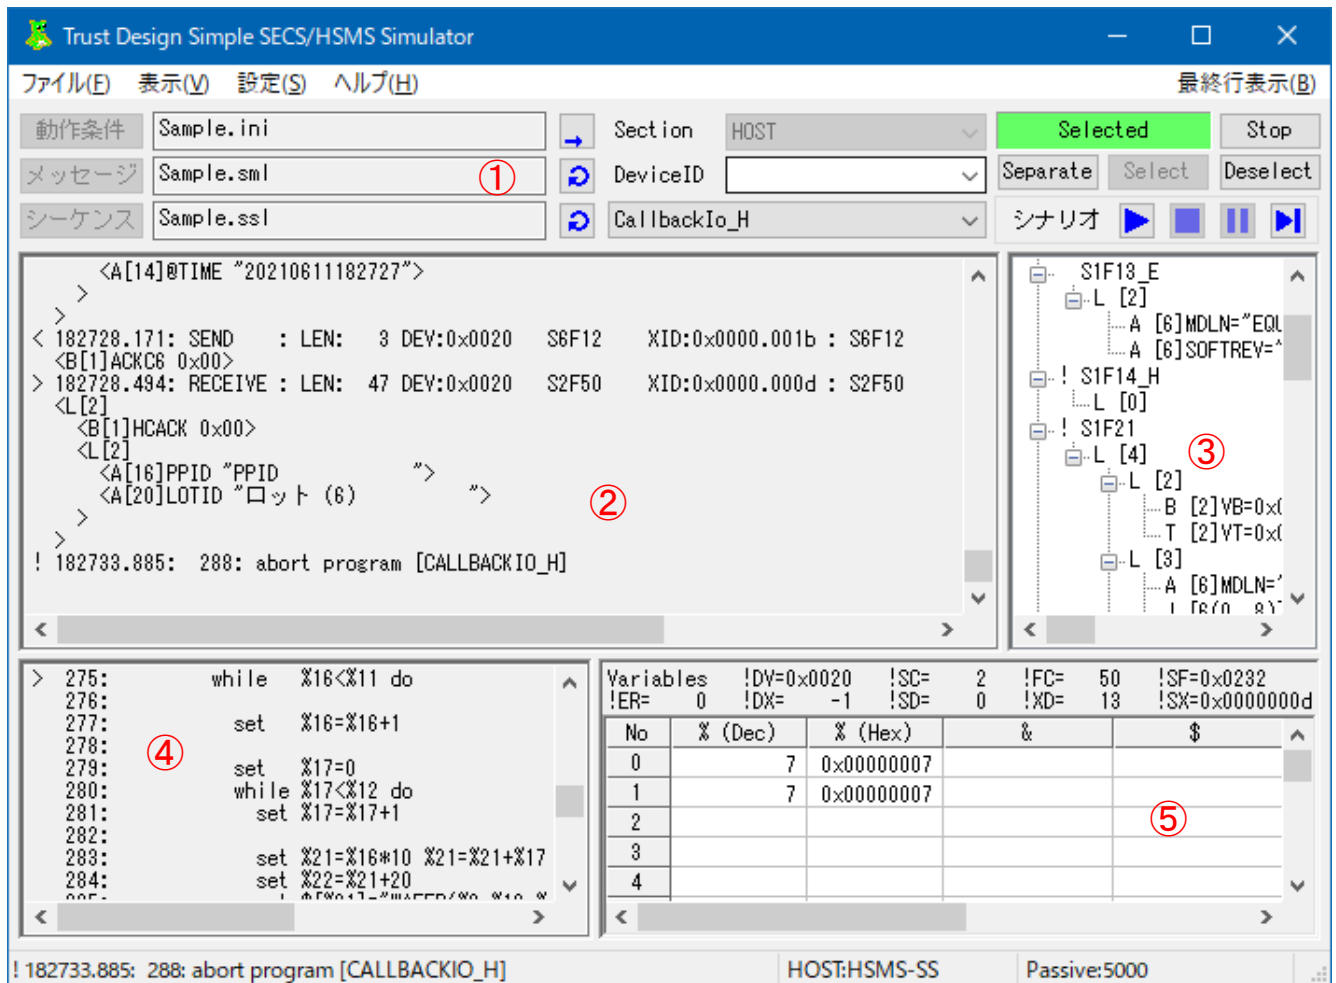 Trust Design Simple SECS/HSMS Simulator
ファイル(F) 表示(V) 設定(S) ヘルプ(H) 最終行表示(B)
動作条件 Sample.ini → Section HOST Selected Stop
メッセージ Sample.sml ① DeviceID Separate Select Deselect
シーケンス Sample.ssl CallbackIo_H シナリオ
<A[14]@TIME "20210611182727">
>
>
< 182728.171: SEND : LEN: 3 DEV:0x0020 S6F12 XID:0x0000.001b : S6F12
<B[1]ACKC6 0x00>
> 182728.494: RECEIVE : LEN: 47 DEV:0x0020 S2F50 XID:0x0000.000d : S2F50
<L[2]
<B[1]HCACK 0x00>
<L[2]
<A[16]PPID "PPID ">
<A[20]LOTID "ロット (6) ">
>
>
! 182733.885: 288: abort program [CALLBACKIO_H]
②
S1F13_E
L [2]
A [6]MDLN="EQU
A [6]SOFTREV="
! S1F14_H
L [0]
! S1F21
L [4]
③
L [2]
B [2]VB=0x0
T [2]VT=0x0
L [3]
A [6]MDLN="
> 275: while %16<%11 do
276:
277: set %16=%16+1
278:
279: set %17=0
280: while %17<%12 do
281: set %17=%17+1
282:
283: set %21=%16*10 %21=%21+%17
284: set %22=%21+20
④
Variables !DV=0x0020 !SC= 2 !FC= 50 !SF=0x0232
!ER= 0 !DX= -1 !SD= 0 !XD= 13 !SX=0x0000000d
No % (Dec) % (Hex) & $
0 7 0x00000007
1 7 0x00000007
2
3
4
⑤
! 182733.885: 288: abort program [CALLBACKIO_H] HOST:HSMS-SS Passive:5000